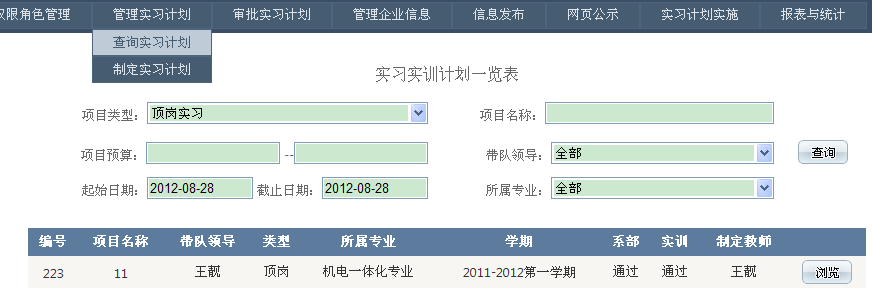 权限角色管理 管理实习计划 审批实习计划 管理企业信息 信息发布 网页公示 实习计划实施 报表与统计
查询实习计划
制定实习计划
实习实训计划一览表
项目类型: 顶岗实习 项目名称:
项目预算: -- 带队领导: 全部 查询
起始日期: 2012-08-28 截止日期: 2012-08-28 所属专业: 全部
编号 项目名称 带队领导 类型 所属专业 学期 系部 实训 制定教师
223 11 王靓 顶岗 机电一体化专业 2011-2012第一学期 通过 通过 王靓 浏览